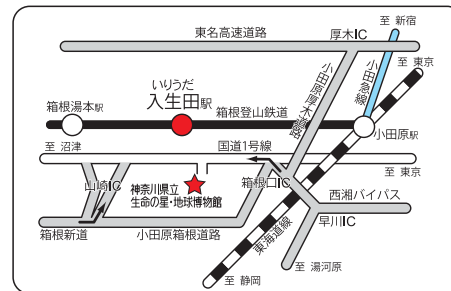 至 新宿
東名高速道路
厚木IC
至 東京
小田急線
いりうだ
入生田駅
小田原厚木道路
箱根湯本駅
箱根登山鉄道
小田原駅
至 沼津
国道1号線
至 東京
山崎IC
神奈川県立
生命の星・地球博物館
箱根口IC
西湘バイパス
早川IC
箱根新道
小田原箱根道路
東海道線
至 湯河原
至 静岡